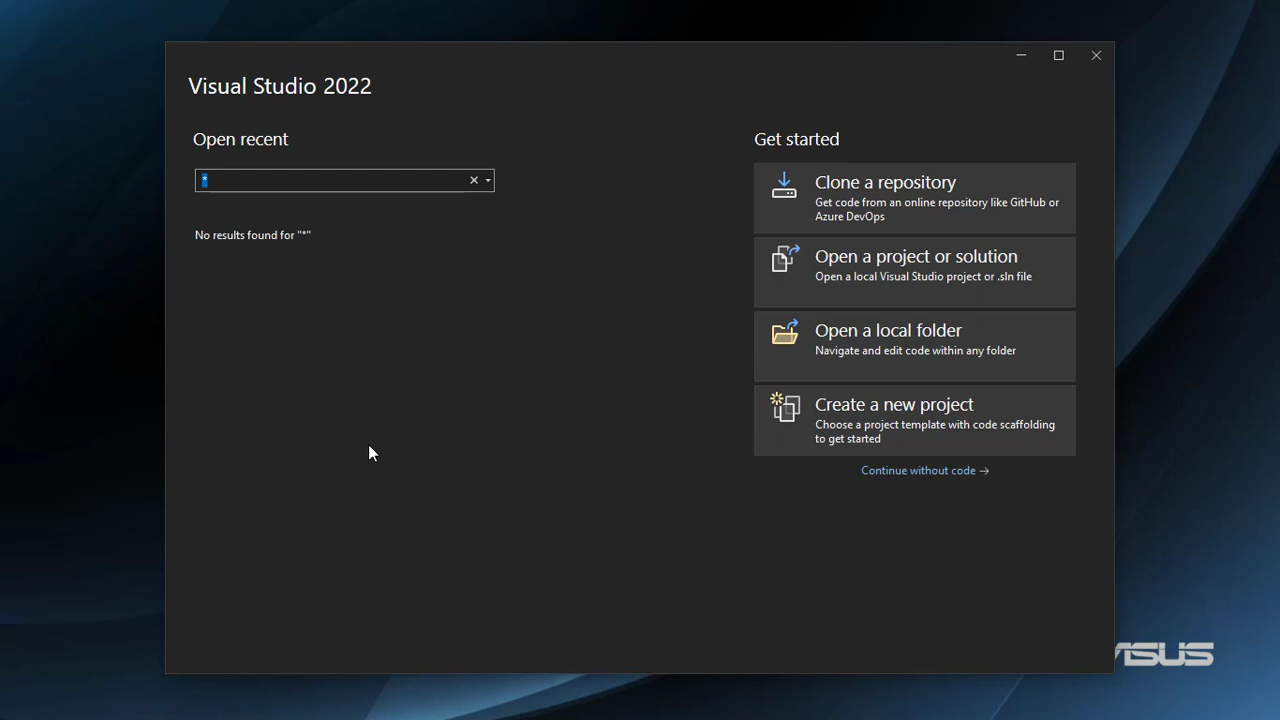 Visual Studio 2022
Open recent
*
No results found for "*"
Get started
Clone a repository
Get code from an online repository like GitHub or
Azure DevOps
Open a project or solution
Open a local Visual Studio project or .sln file
Open a local folder
Navigate and edit code within any folder
Create a new project
Choose a project template with code scaffolding
to get started
Continue without code →
ASUS